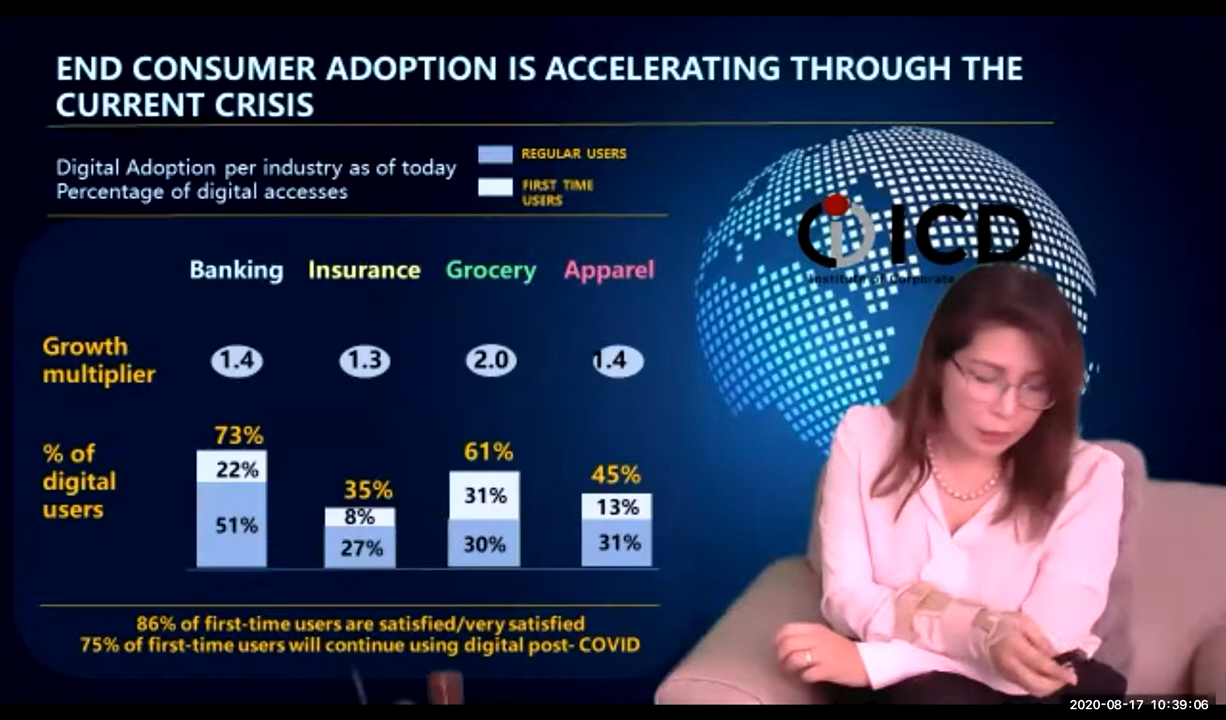 END CONSUMER ADOPTION IS ACCELERATING THROUGH THE
CURRENT CRISIS
Digital Adoption per industry as of today
Percentage of digital accesses
REGULAR USERS
FIRST TIME
USERS
ICD
Institute of Corporate
Banking Insurance Grocery Apparel
Growth
multiplier
1.4 1.3 2.0 1.4
% of
digital
users
73% 35% 61% 45%
22% 8% 31% 13%
51% 27% 30% 31%
86% of first-time users are satisfied/very satisfied
75% of first-time users will continue using digital post- COVID
2020-08-17 10:39:06